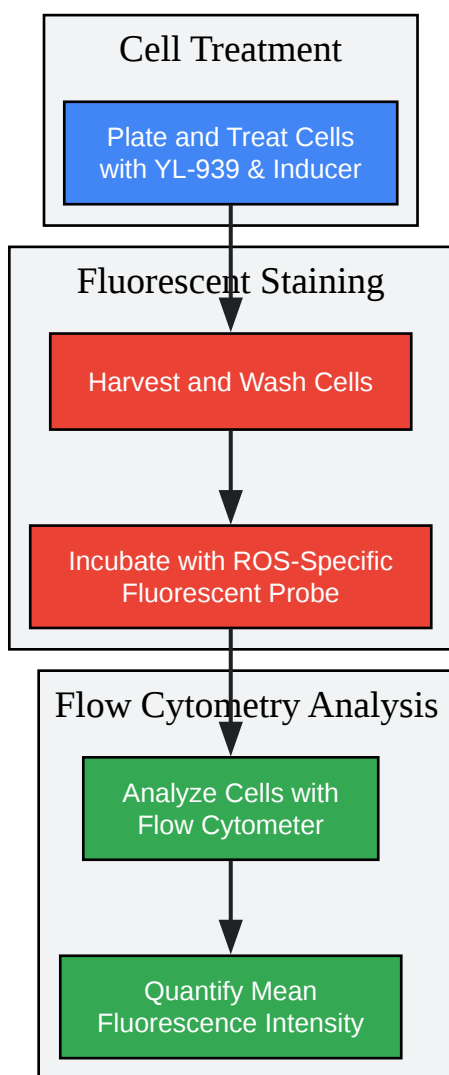 Cell Treatment
Plate and Treat Cells
with YL-939 & Inducer
Fluorescent Staining
Harvest and Wash Cells
Incubate with ROS-Specific
Fluorescent Probe
Flow Cytometry Analysis
Analyze Cells with
Flow Cytometer
Quantify Mean
Fluorescence Intensity